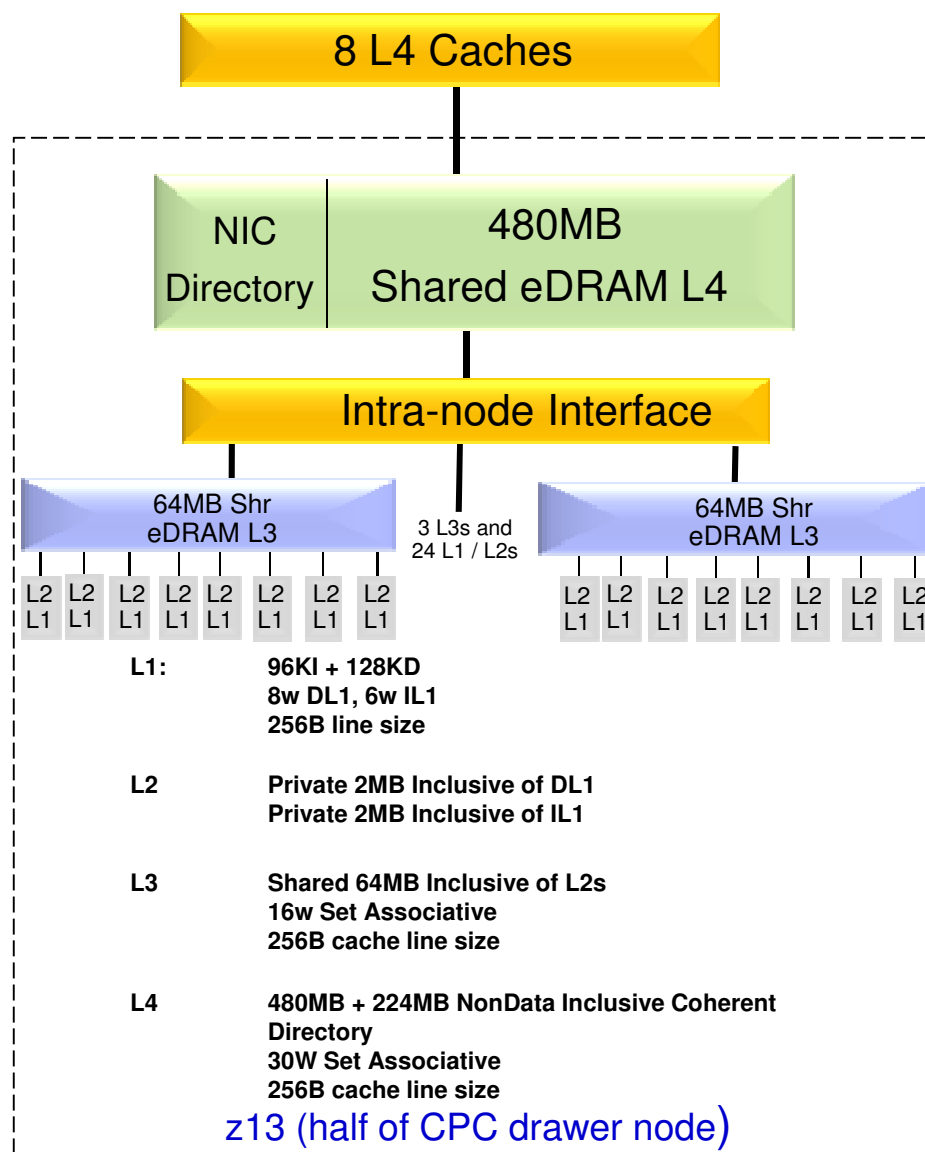 8 L4 Caches
NIC
Directory
480MB
Shared eDRAM L4
Intra-node Interface
64MB Shr
eDRAM L3
3 L3s and
24 L1 / L2s
64MB Shr
eDRAM L3
L2 L2 L2 L2 L2 L2 L2 L2
L1 L1 L1 L1 L1 L1 L1 L1
L2 L2 L2 L2 L2 L2 L2 L2
L1 L1 L1 L1 L1 L1 L1 L1
L1: 96KI + 128KD
8w DL1, 6w IL1
256B line size
L2 Private 2MB Inclusive of DL1
Private 2MB Inclusive of IL1
L3 Shared 64MB Inclusive of L2s
16w Set Associative
256B cache line size
L4 480MB + 224MB NonData Inclusive Coherent
Directory
30W Set Associative
256B cache line size
z13 (half of CPC drawer node)